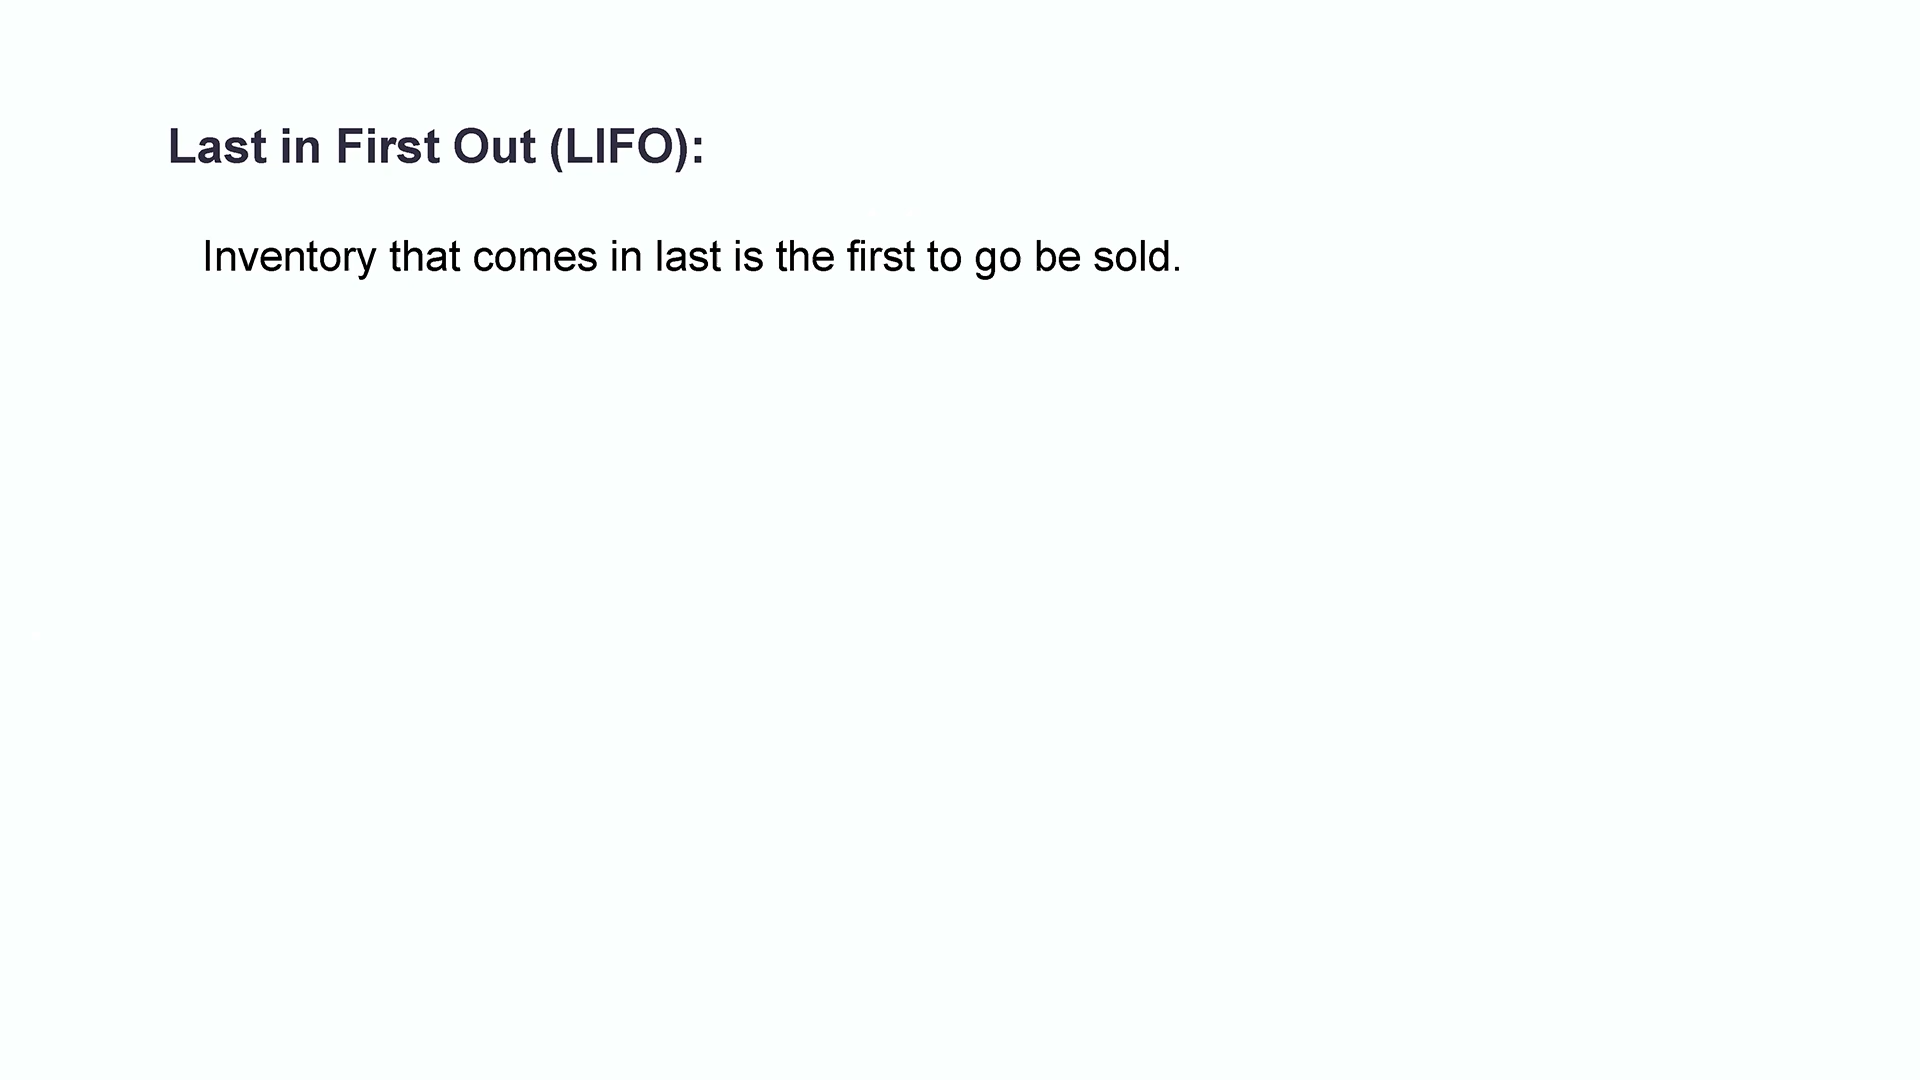 Last in First Out (LIFO):
Inventory that comes in last is the first to go be sold.